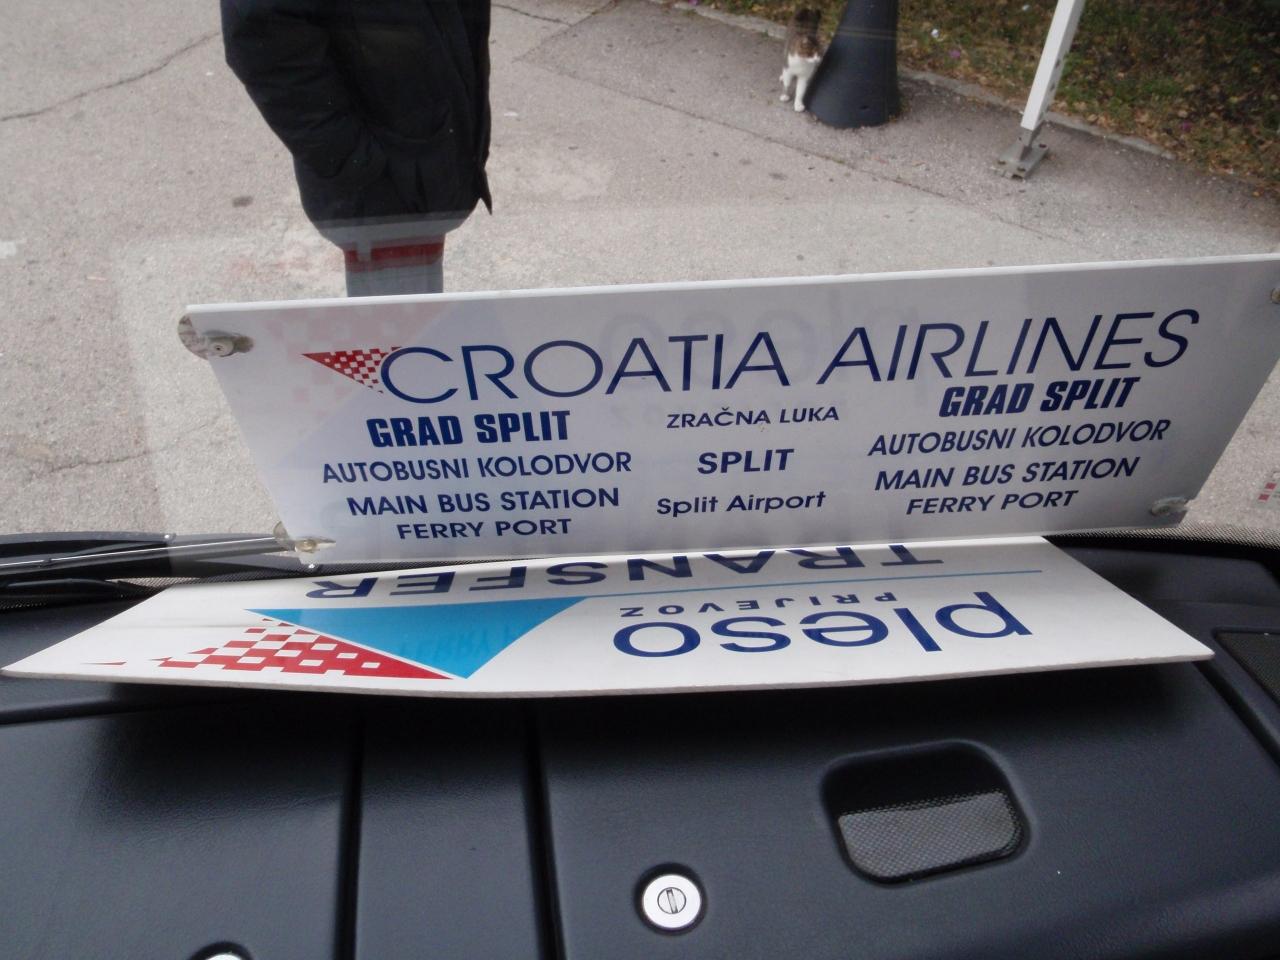 CROATIA AIRLINES
GRAD SPLIT
AUTOBUSNI KOLODVOR
MAIN BUS STATION
FERRY PORT
ZRAČNA LUKA
SPLIT
Split Airport
GRAD SPLIT
AUTOBUSNI KOLODVOR
MAIN BUS STATION
FERRY PORT
pleso
PRIJEVOZ
TRANSFER